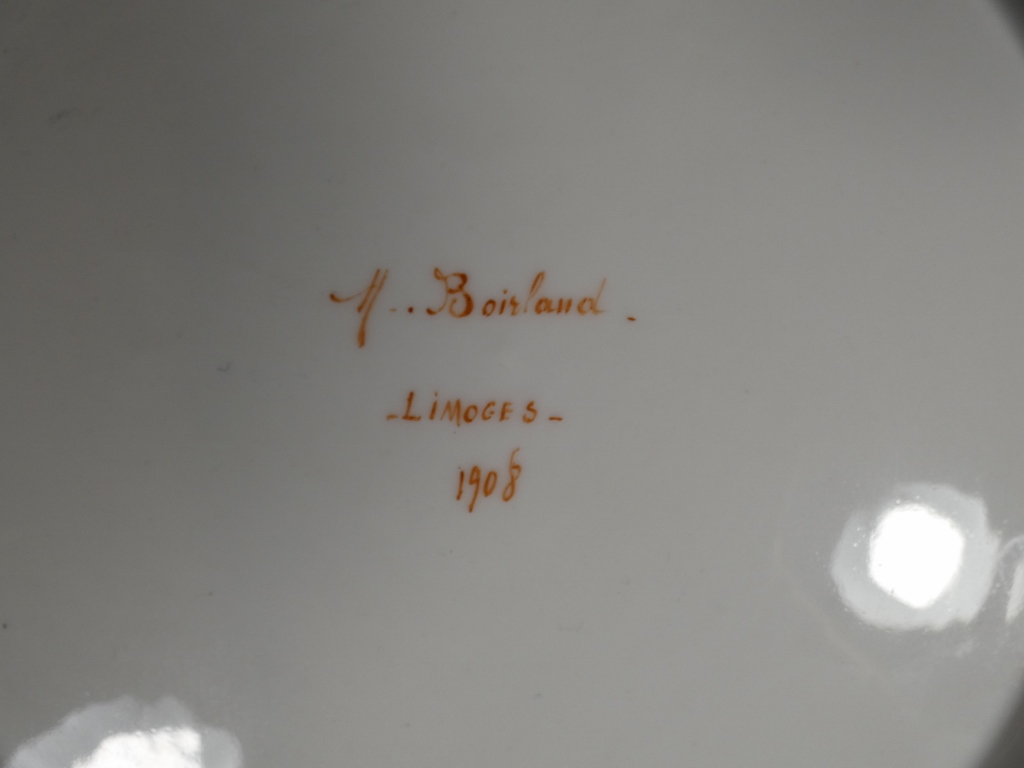 M.. Boirland.
-LiMOGES-
1908